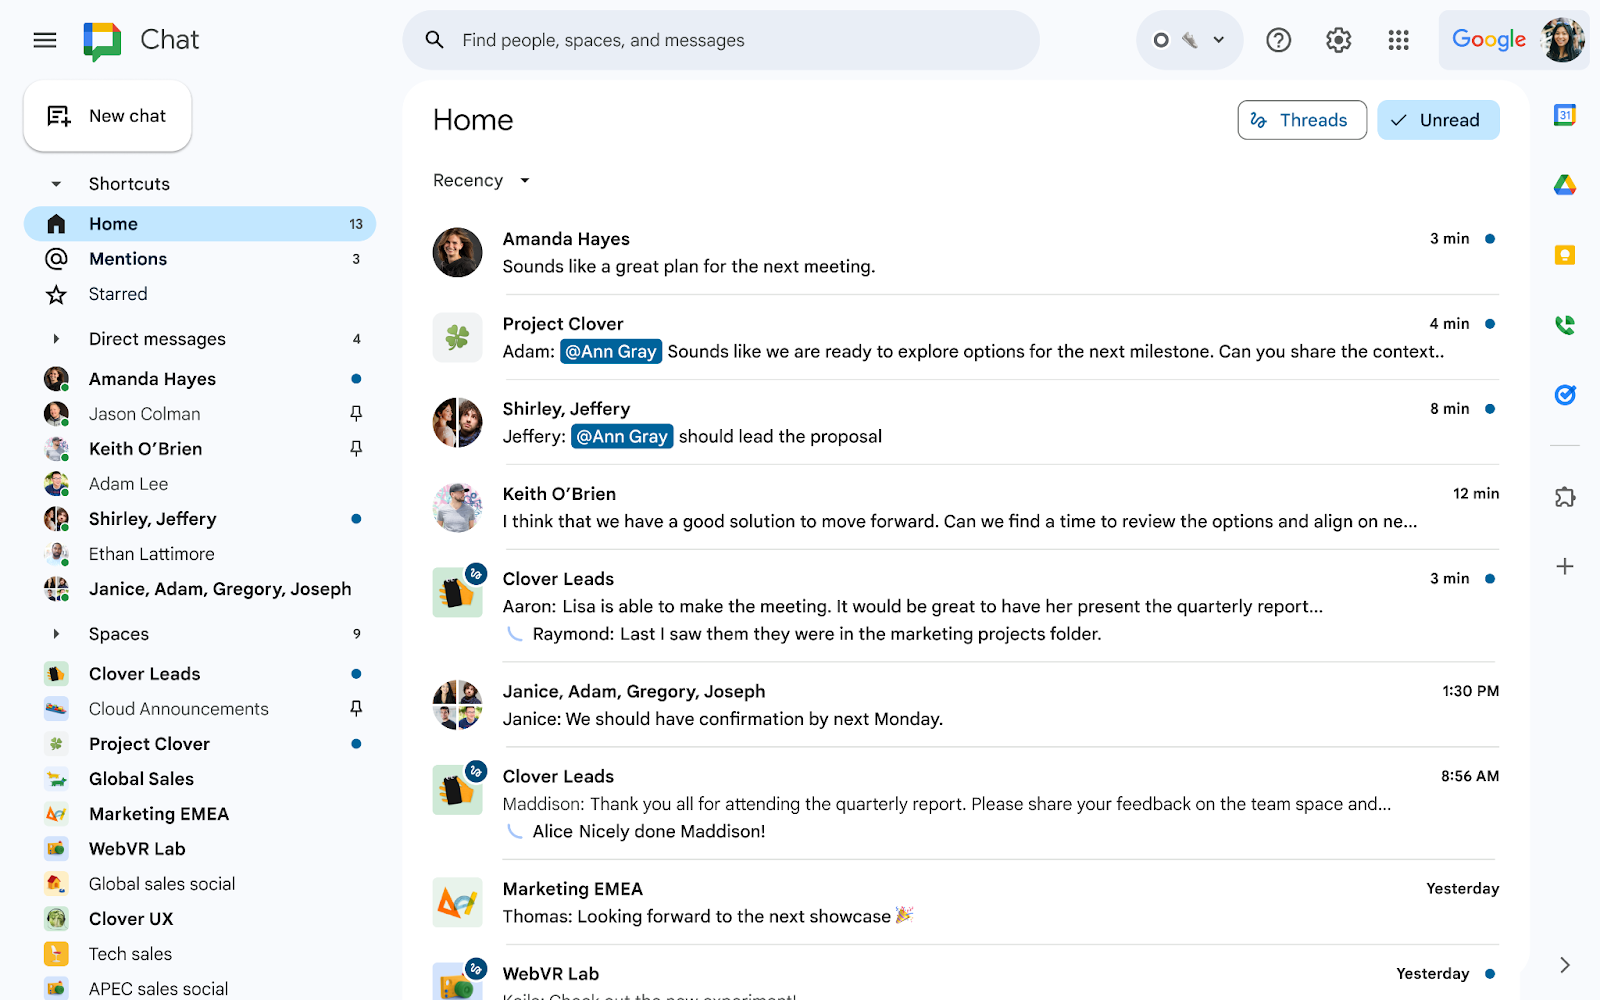 Chat
Find people, spaces, and messages
Google
New chat
Shortcuts
Home 13
Mentions 3
Starred
Direct messages 4
Amanda Hayes
Jason Colman
Keith O’Brien
Adam Lee
Shirley, Jeffery
Ethan Lattimore
Janice, Adam, Gregory, Joseph
Spaces 9
Clover Leads
Cloud Announcements
Project Clover
Global Sales
Marketing EMEA
WebVR Lab
Global sales social
Clover UX
Tech sales
APEC sales social
Home
Threads
Unread
Recency
Amanda Hayes 3 min
Sounds like a great plan for the next meeting.
Project Clover 4 min
Adam: @Ann Gray Sounds like we are ready to explore options for the next milestone. Can you share the context..
Shirley, Jeffery 8 min
Jeffery: @Ann Gray should lead the proposal
Keith O’Brien 12 min
I think that we have a good solution to move forward. Can we find a time to review the options and align on ne...
Clover Leads 3 min
Aaron: Lisa is able to make the meeting. It would be great to have her present the quarterly report...
Raymond: Last I saw them they were in the marketing projects folder.
Janice, Adam, Gregory, Joseph 1:30 PM
Janice: We should have confirmation by next Monday.
Clover Leads 8:56 AM
Maddison: Thank you all for attending the quarterly report. Please share your feedback on the team space and...
Alice Nicely done Maddison!
Marketing EMEA Yesterday
Thomas: Looking forward to the next showcase 🎉
WebVR Lab Yesterday
Check out the new experiment!
31